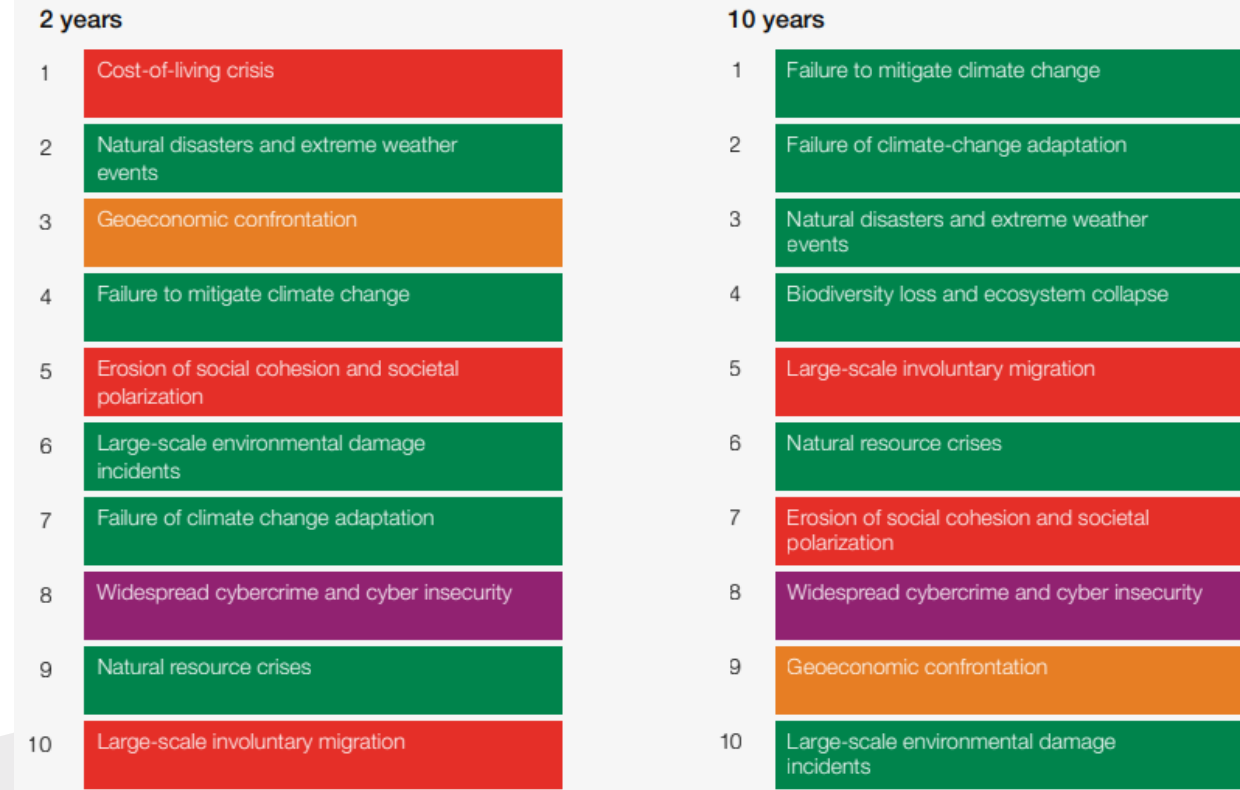 2 years
1
Cost-of-living crisis
2
Natural disasters and extreme weather
events
3
Geoeconomic confrontation
4
Failure to mitigate climate change
5
Erosion of social cohesion and societal
polarization
6
Large-scale environmental damage
incidents
7
Failure of climate change adaptation
8
Widespread cybercrime and cyber insecurity
9
Natural resource crises
10
Large-scale involuntary migration
10 years
1
Failure to mitigate climate change
2
Failure of climate-change adaptation
3
Natural disasters and extreme weather
events
4
Biodiversity loss and ecosystem collapse
5
Large-scale involuntary migration
6
Natural resource crises
7
Erosion of social cohesion and societal
polarization
8
Widespread cybercrime and cyber insecurity
9
Geoeconomic confrontation
10
Large-scale environmental damage
incidents